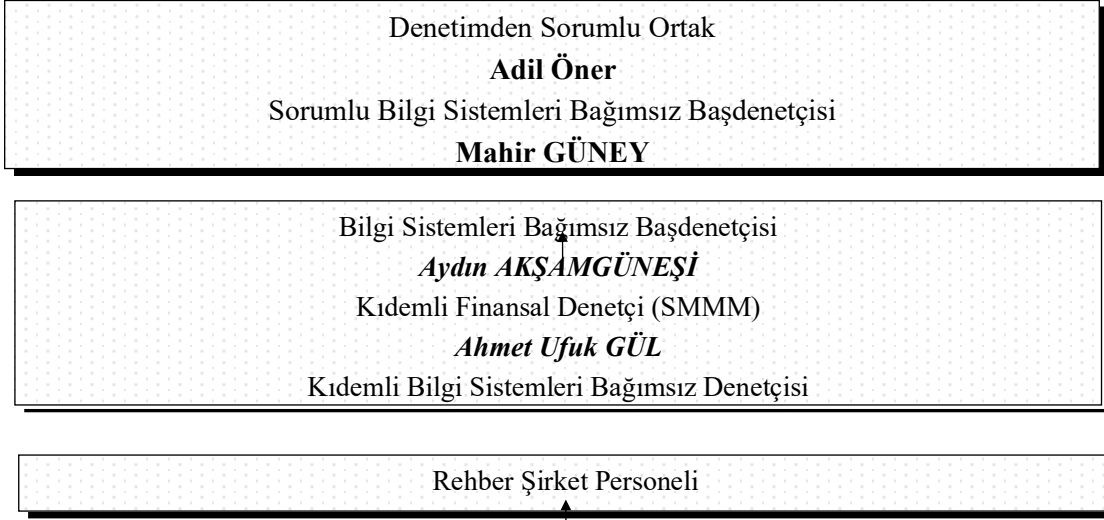 Denetimden Sorumlu Ortak
Adil Öner
Sorumlu Bilgi Sistemleri Bağımsız Başdenetçisi
Mahir GÜNEY
Bilgi Sistemleri Bağımsız Başdenetçisi
Aydın AKŞAMGÜNEŞİ
Kıdemli Finansal Denetçi (SMMM)
Ahmet Ufuk GÜL
Kıdemli Bilgi Sistemleri Bağımsız Denetçisi
Rehber Şirket Personeli